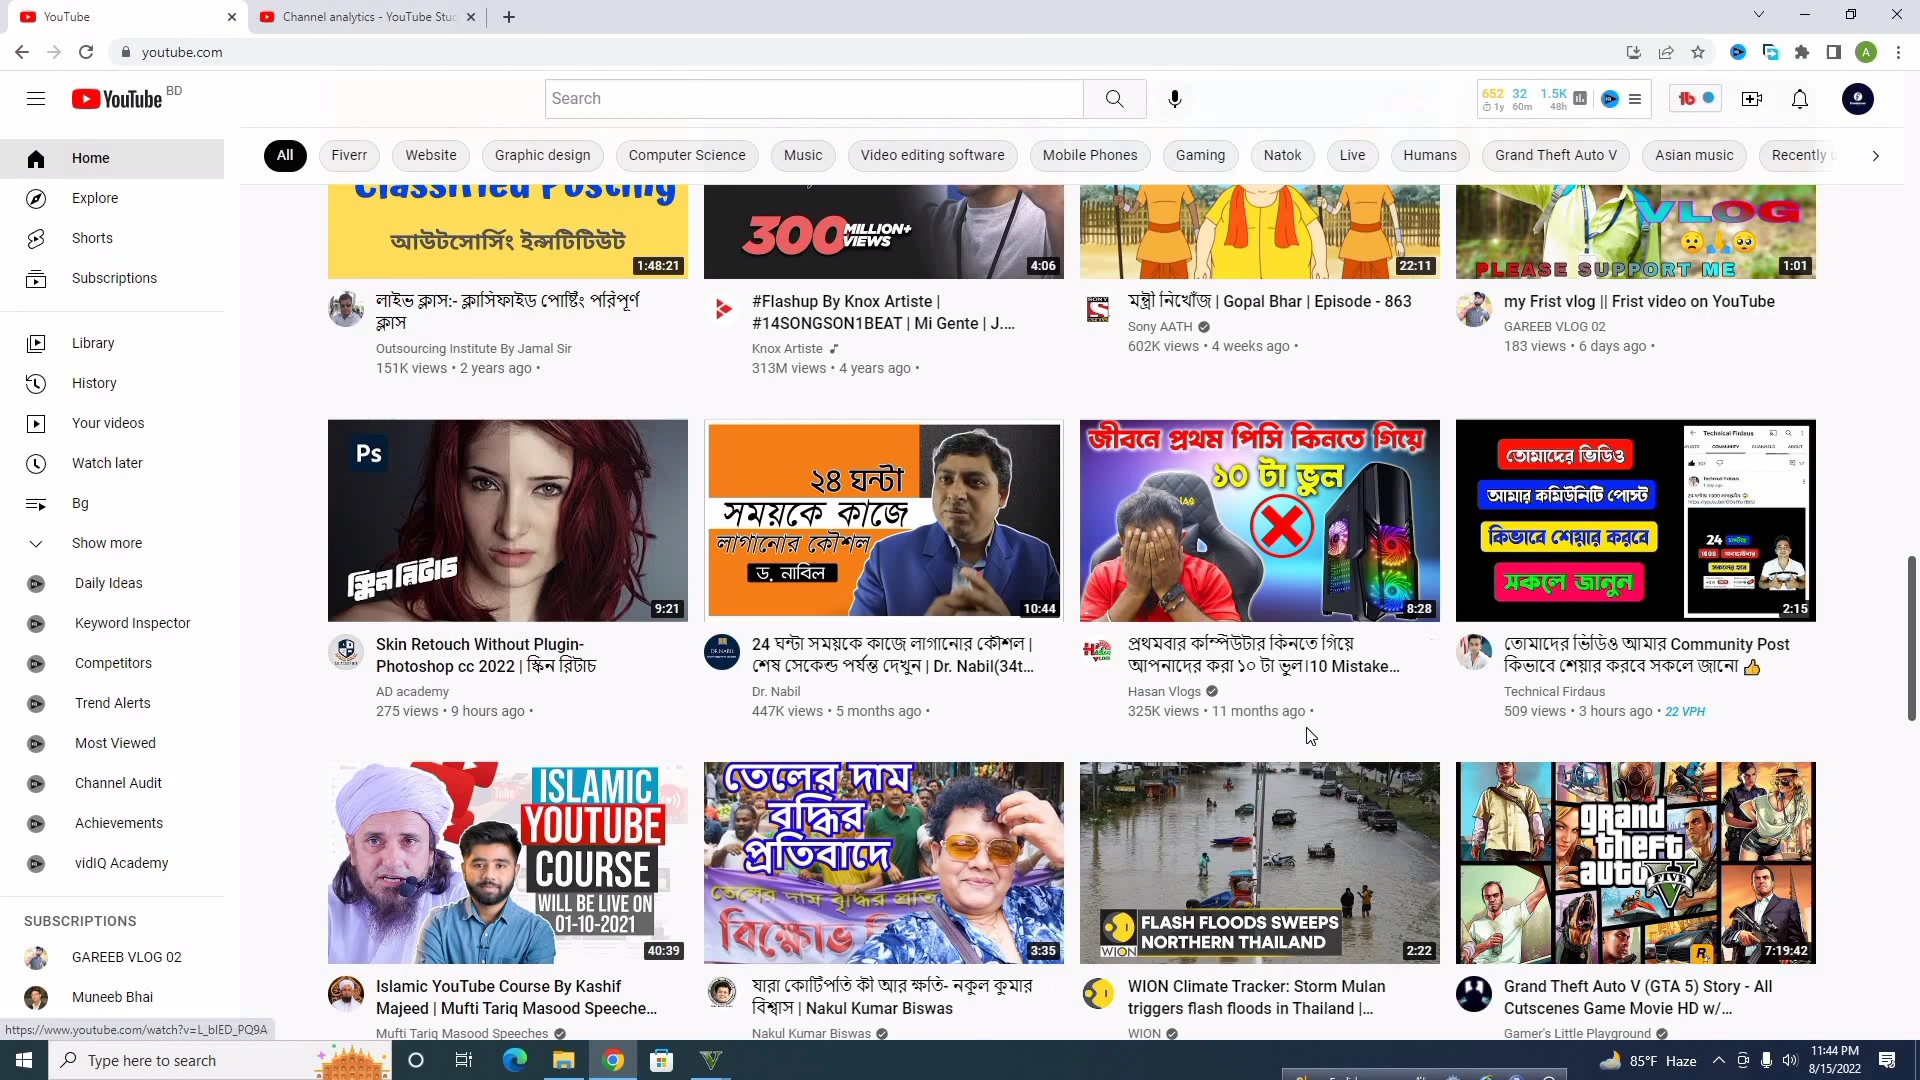 YouTube
Channel analytics - YouTube Stu
youtube.com
A
YouTube BD
Search
652 32 1.5K
1y 60m 48h
All
Fiverr
Website
Graphic design
Computer Science
Music
Video editing software
Mobile Phones
Gaming
Natok
Live
Humans
Grand Theft Auto V
Asian music
Recently u
Home
Explore
Shorts
Subscriptions
Library
History
Your videos
Watch later
Bg
Show more
Daily Ideas
Keyword Inspector
Competitors
Trend Alerts
Most Viewed
Channel Audit
Achievements
vidIQ Academy
SUBSCRIPTIONS
GAREEB VLOG 02
Muneeb Bhai
Classified Posting
আউটসোর্সিং ইন্সটিটিউট
1:48:21
লাইভ ক্লাস:- ক্লাসিফাইড পোস্টিং পরিপূর্ণ
ক্লাস
Outsourcing Institute By Jamal Sir
151K views • 2 years ago •
300 MILLION+
VIEWS
4:06
#Flashup By Knox Artiste |
#14SONGSON1BEAT | Mi Gente | J....
Knox Artiste
313M views • 4 years ago •
22:11
মন্ত্রী নিখোঁজ | Gopal Bhar | Episode - 863
Sony AATH
602K views • 4 weeks ago •
VLOG
PLEASE SUPPORT ME
1:01
my Frist vlog || Frist video on YouTube
GAREEB VLOG 02
183 views • 6 days ago •
Ps
স্কিন রিটাচ
9:21
Skin Retouch Without Plugin-
Photoshop cc 2022 | স্কিন রিটাচ
AD academy
275 views • 9 hours ago •
২৪ ঘন্টা
সময়কে কাজে
লাগানোর কৌশল
ড. নাবিল
10:44
24 ঘন্টা সময়কে কাজে লাগানোর কৌশল |
শেষ সেকেন্ড পর্যন্ত দেখুন | Dr. Nabil(34t...
Dr. Nabil
447K views • 5 months ago •
জীবনে প্রথম পিসি কিনতে গিয়ে
১০ টা ভুল
8:28
প্রথমবার কম্পিউটার কিনতে গিয়ে
আপনাদের করা ১০ টা ভুল।10 Mistake...
Hasan Vlogs
325K views • 11 months ago •
তোমাদের ভিডিও
আমার কমিউনিটি পোস্ট
কিভাবে শেয়ার করবে
সকলে জানুন
Technical Firdaus
2:15
তোমাদের ভিডিও আমার Community Post
কিভাবে শেয়ার করবে সকলে জানো 👍
Technical Firdaus
509 views • 3 hours ago • 22 VPH
ISLAMIC
YOUTUBE
COURSE
WILL BE LIVE ON
01-10-2021
40:39
Islamic YouTube Course By Kashif
Majeed | Mufti Tariq Masood Speeche...
Mufti Tariq Masood Speeches
তেলের দাম
বৃদ্ধির
প্রতিবাদে
তেলের দাম বৃদ্ধির প্রতি
বিক্ষোভ
3:35
যারা কোটিপতি কী আর ক্ষতি- নকুল কুমার
বিশ্বাস | Nakul Kumar Biswas
Nakul Kumar Biswas
WION
FLASH FLOODS SWEEPS
NORTHERN THAILAND
2:22
WION Climate Tracker: Storm Mulan
triggers flash floods in Thailand |...
WION
grand
theft
auto V
FIVE
7:19:42
Grand Theft Auto V (GTA 5) Story - All
Cutscenes Game Movie HD w/...
Gamer's Little Playground
https://www.youtube.com/watch?v=L_bIED_PQ9A
Type here to search
85°F Haze
11:44 PM
8/15/2022